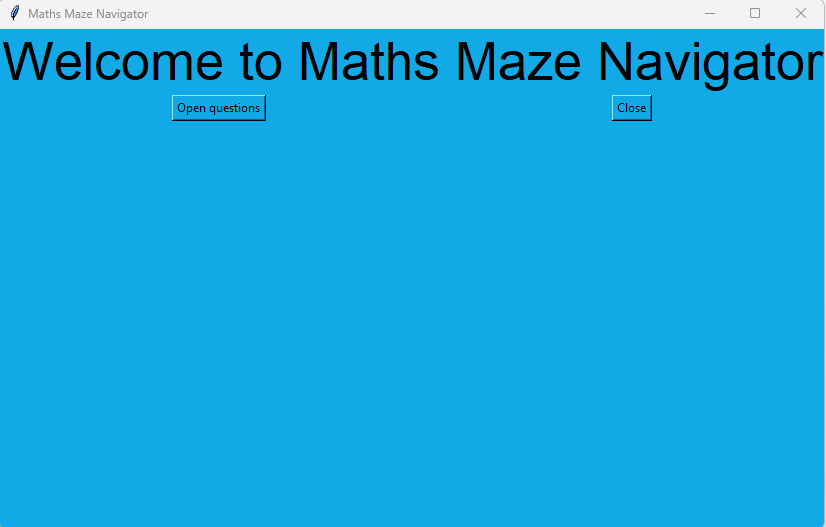 Maths Maze Navigator
Welcome to Maths Maze Navigator
Open questions Close